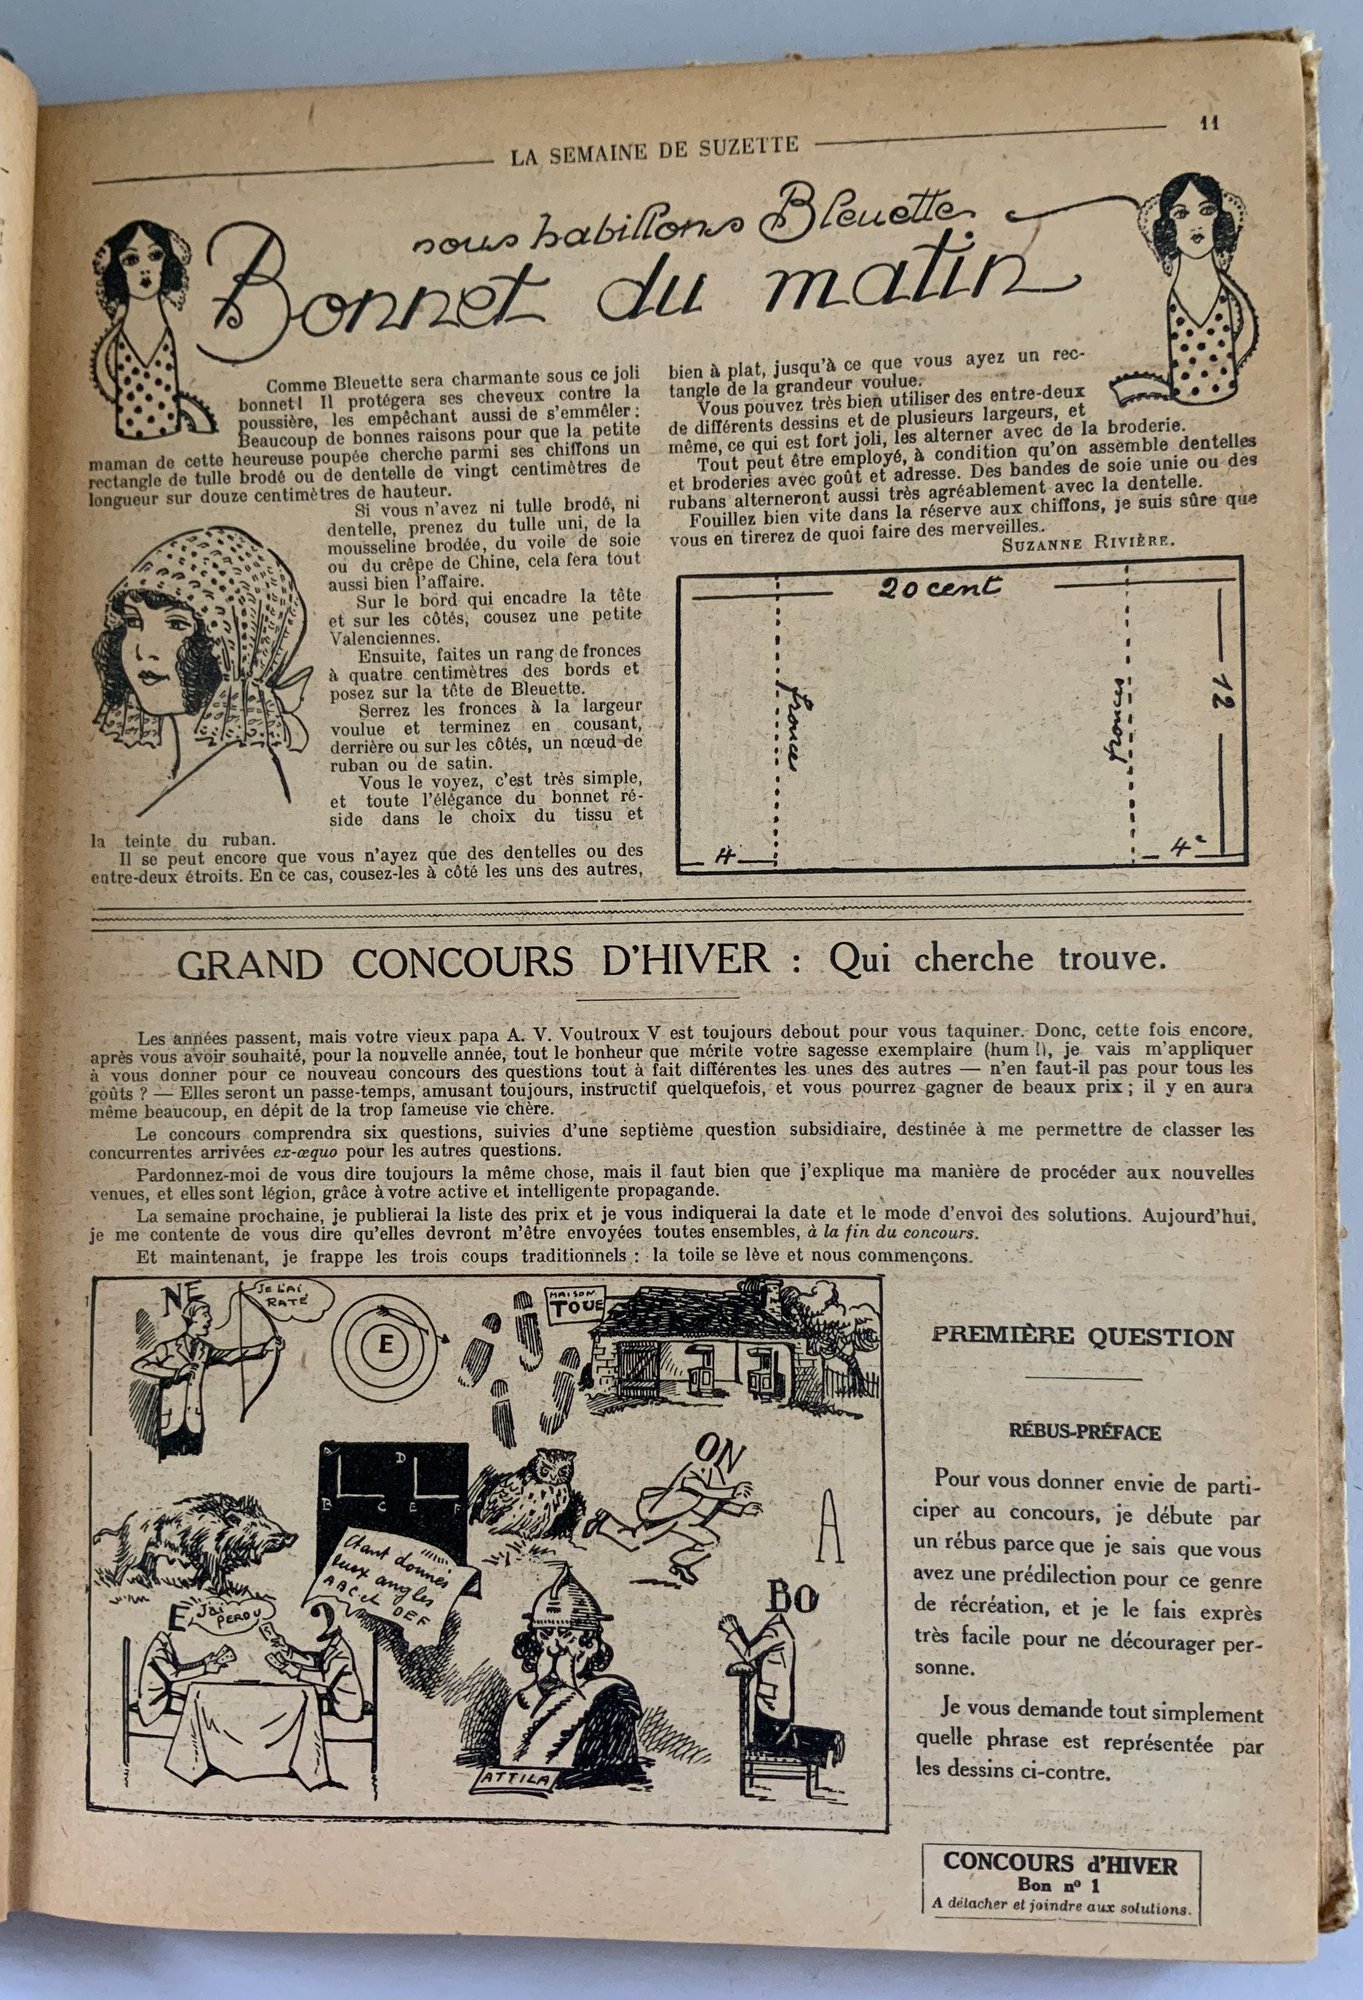 LA SEMAINE DE SUZETTE
11
nous habillons Bleuette
Bonnet du matin
Comme Bleuette sera charmante sous ce joli
bonnet! Il protégera ses cheveux contre la
poussière, les empêchant aussi de s'emmêler :
Beaucoup de bonnes raisons pour que la petite
maman de cette heureuse poupée cherche parmi ses chiffons un
rectangle de tulle brodé ou de dentelle de vingt centimètres de
longueur sur douze centimètres de hauteur.
Si vous n'avez ni tulle brodé, ni
dentelle, prenez du tulle uni, de la
mousseline brodée, du voile de soie
ou du crêpe de Chine, cela fera tout
aussi bien l'affaire.
Sur le bord qui encadre la tête
et sur les côtés, cousez une petite
Valenciennes.
Ensuite, faites un rang de fronces
à quatre centimètres des bords et
posez sur la tête de Bleuette.
Serrez les fronces à la largeur
voulue et terminez en cousant,
derrière ou sur les côtés, un nœud de
ruban ou de satin.
Vous le voyez, c'est très simple,
et toute l'élégance du bonnet ré-
side dans le choix du tissu et
la teinte du ruban.
Il se peut encore que vous n'ayez que des dentelles ou des
entre-deux étroits. En ce cas, cousez-les à côté les uns des autres,
bien à plat, jusqu'à ce que vous ayez un rec-
tangle de la grandeur voulue.
Vous pouvez très bien utiliser des entre-deux
de différents dessins et de plusieurs largeurs, et
même, ce qui est fort joli, les alterner avec de la broderie.
Tout peut être employé, à condition qu'on assemble dentelles
et broderies avec goût et adresse. Des bandes de soie unie ou des
rubans alterneront aussi très agréablement avec la dentelle.
Fouillez bien vite dans la réserve aux chiffons, je suis sûre que
vous en tirerez de quoi faire des merveilles.
SUZANNE RIVIÈRE.
20 cent
fronces
fronces
12
4
4c
GRAND CONCOURS D'HIVER : Qui cherche trouve.
Les années passent, mais votre vieux papa A. V. Voutroux V est toujours debout pour vous taquiner. Donc, cette fois encore,
après vous avoir souhaité, pour la nouvelle année, tout le bonheur que mérite votre sagesse exemplaire (hum !), je vais m'appliquer
à vous donner pour ce nouveau concours des questions tout à fait différentes les unes des autres — n'en faut-il pas pour tous les
goûts ? — Elles seront un passe-temps, amusant toujours, instructif quelquefois, et vous pourrez gagner de beaux prix ; il y en aura
même beaucoup, en dépit de la trop fameuse vie chère.
Le concours comprendra six questions, suivies d'une septième question subsidiaire, destinée à me permettre de classer les
concurrentes arrivées ex-æquo pour les autres questions.
Pardonnez-moi de vous dire toujours la même chose, mais il faut bien que j'explique ma manière de procéder aux nouvelles
venues, et elles sont légion, grâce à votre active et intelligente propagande.
La semaine prochaine, je publierai la liste des prix et je vous indiquerai la date et le mode d'envoi des solutions. Aujourd'hui,
je me contente de vous dire qu'elles devront m'être envoyées toutes ensembles, à la fin du concours.
Et maintenant, je frappe les trois coups traditionnels : la toile se lève et nous commençons.
NE
JE L'AI
RATÉ
E
MAISON
TOUE
A
D
B C E F
ON
A
Etant donnés
deux angles
ABC et DEF
E
J'ai
PERDU
2
ATTILA
BO
PREMIÈRE QUESTION
RÉBUS-PRÉFACE
Pour vous donner envie de parti-
ciper au concours, je débute par
un rébus parce que je sais que vous
avez une prédilection pour ce genre
de récréation, et je le fais exprès
très facile pour ne décourager per-
sonne.
Je vous demande tout simplement
quelle phrase est représentée par
les dessins ci-contre.
CONCOURS d'HIVER
Bon nº 1
A détacher et joindre aux solutions.